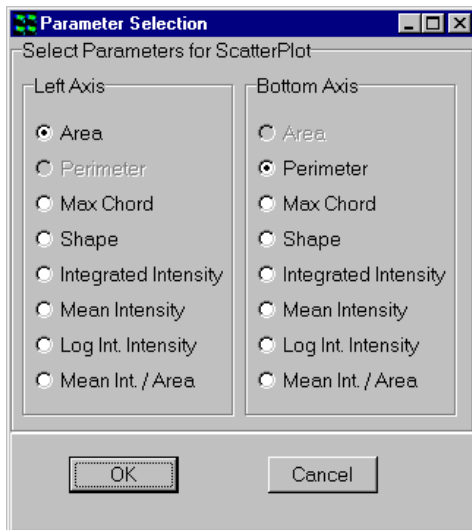 Parameter Selection
Select Parameters for ScatterPlot
Left Axis
Area
Perimeter
Max Chord
Shape
Integrated Intensity
Mean Intensity
Log Int. Intensity
Mean Int. / Area
Bottom Axis
Area
Perimeter
Max Chord
Shape
Integrated Intensity
Mean Intensity
Log Int. Intensity
Mean Int. / Area
OK
Cancel